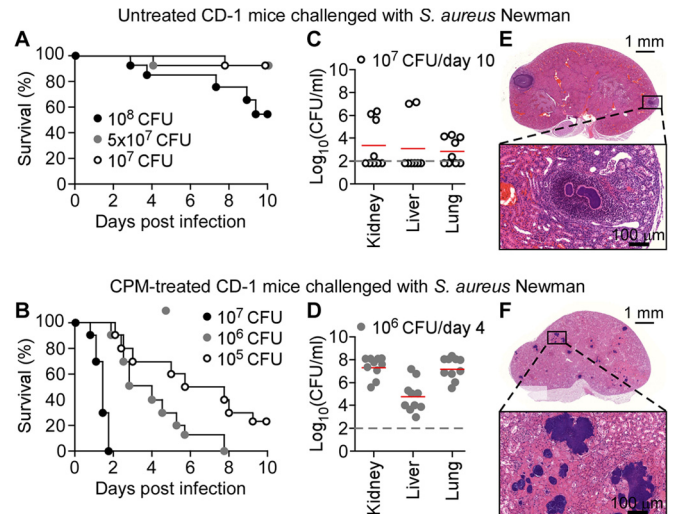 Untreated CD-1 mice challenged with S. aureus Newman
A
Survival (%)
100
80
60
40
20
0
10⁸ CFU
5x10⁷ CFU
10⁷ CFU
0 2 4 6 8 10
Days post infection
C
10⁷ CFU/day 10
Log₁₀(CFU/ml)
10
8
6
4
2
0
Kidney
Liver
Lung
E
1 mm
100 µm
CPM-treated CD-1 mice challenged with S. aureus Newman
B
Survival (%)
100
80
60
40
20
0
10⁷ CFU
10⁶ CFU
10⁵ CFU
0 2 4 6 8 10
Days post infection
D
10⁶ CFU/day 4
Log₁₀(CFU/ml)
10
8
6
4
2
0
Kidney
Liver
Lung
F
1 mm
100 µm